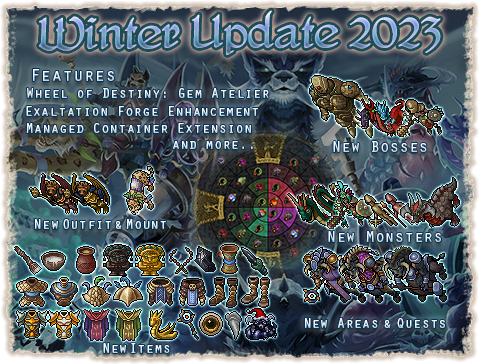 Winter Update 2023
Features
Wheel of Destiny: Gem Atelier
Exaltation Forge Enhancement
Managed Container Extension
and more..
New Bosses
New Outfit & Mount
New Monsters
New Areas & Quests
New Items